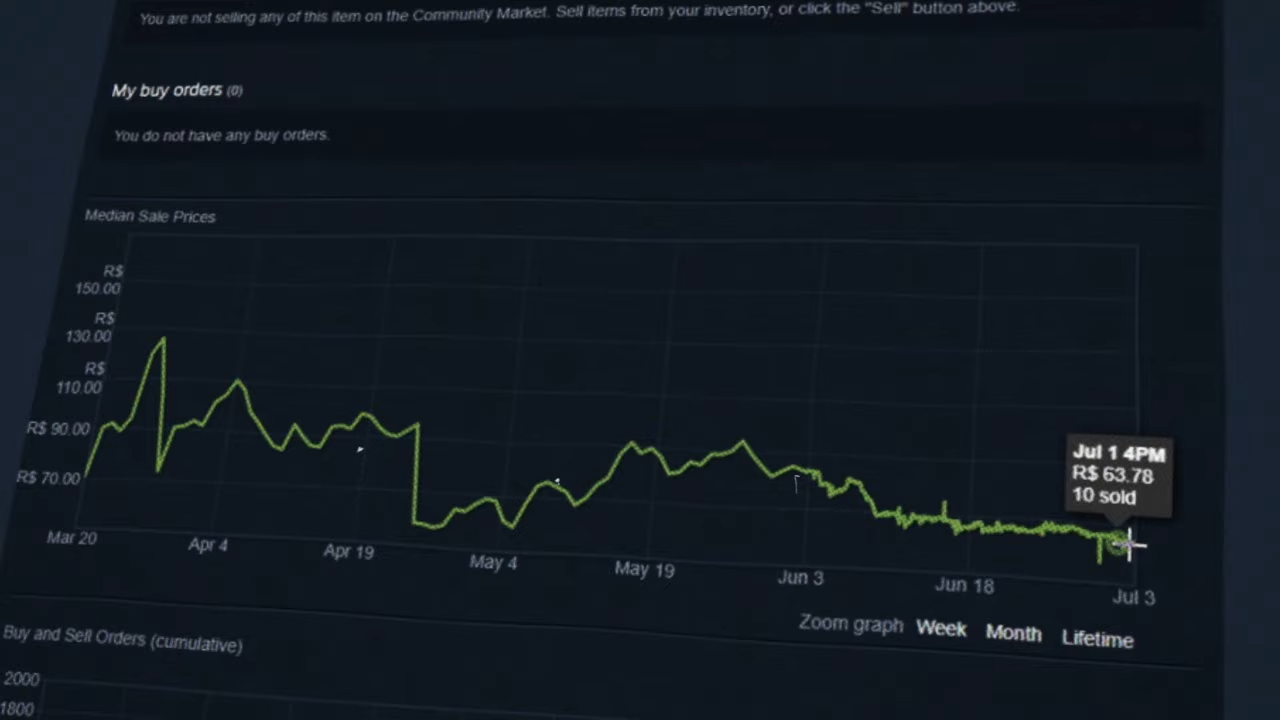 You are not selling any of this item on the Community Market. Sell items from your inventory, or click the "Sell" button above.
My buy orders (0)
You do not have any buy orders.
Median Sale Prices
R$
150.00
R$
130.00
R$
110.00
R$ 90.00
R$ 70.00
Jul 1 4PM
R$ 63.78
10 sold
Mar 20
Apr 4
Apr 19
May 4
May 19
Jun 3
Jun 18
Jul 3
Zoom graph Week Month Lifetime
Buy and Sell Orders (cumulative)
2000
1800